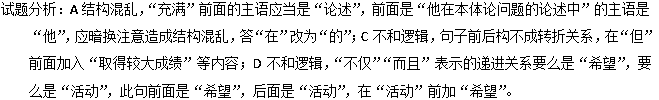 试题分析：A 结构混乱，“充满”前面的主语应当是“论述”，前面是“他在本体论问题的论述中”的主语是
“他”，应暗换注意造成结构混乱，答“在”改为“的”；C 不和逻辑，句子前后构不成转折关系，在“但”
前面加入“取得较大成绩”等内容；D 不和逻辑，“不仅”“而且”表示的递进关系要么是“希望”，要
么是“活动”，此句前面是“希望”，后面是“活动”，在“活动”前加“希望”。